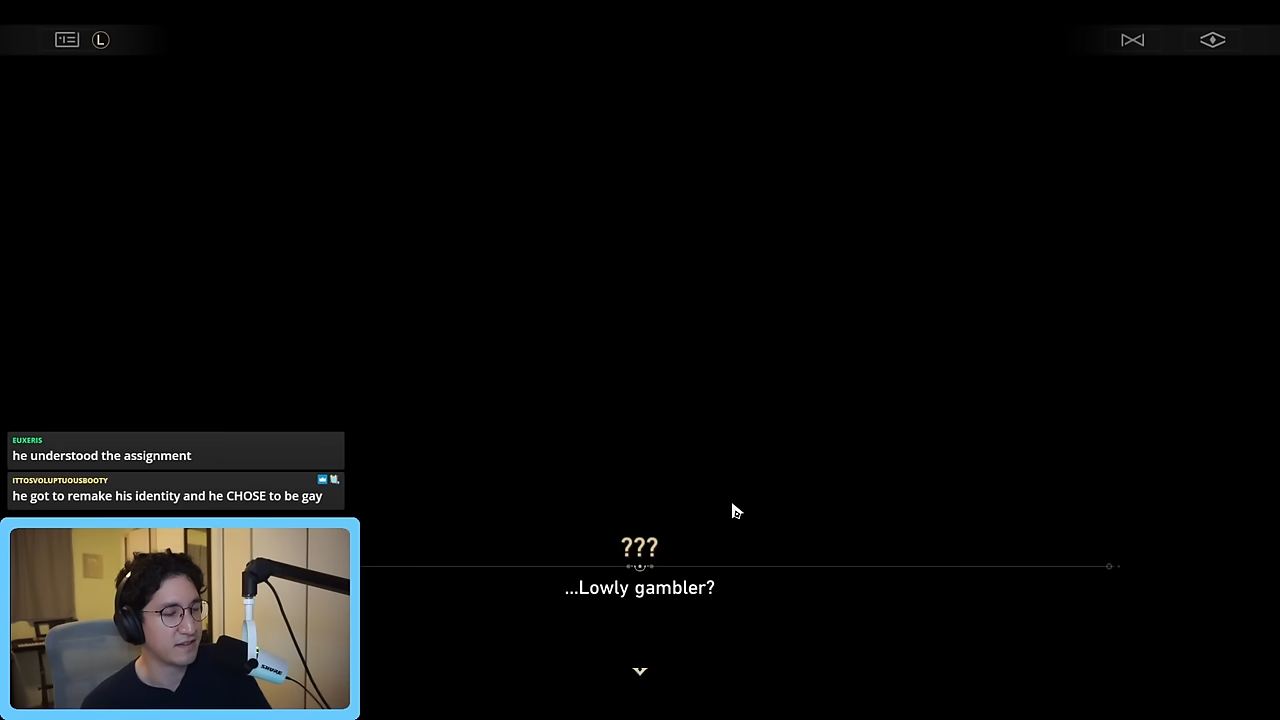 L
EUXERIS
he understood the assignment
ITTOSVOLUPTUOUSBOOTY
he got to remake his identity and he CHOSE to be gay
???
...Lowly gambler?
SHURE